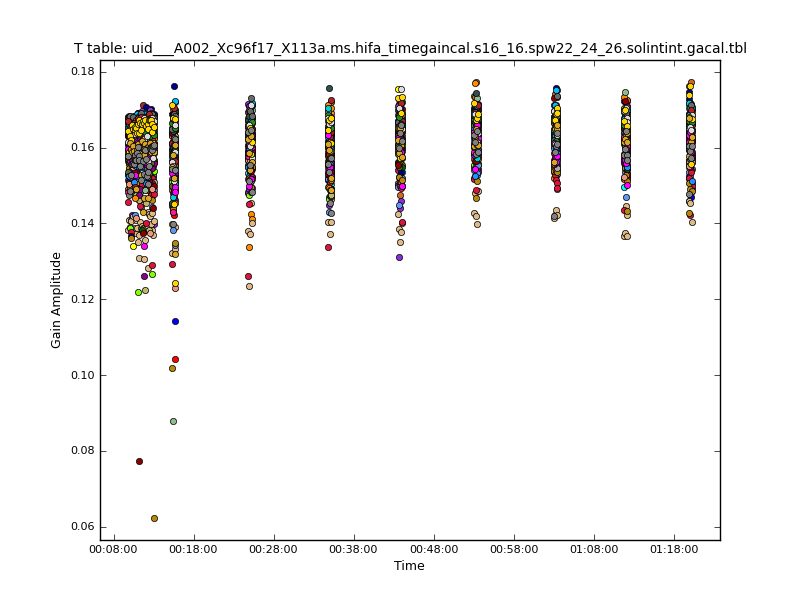 T table: uid___A002_Xc96f17_X113a.ms.hifa_timegaincal.s16_16.spw22_24_26.solintint.gacal.tbl
0.18
0.16
0.14
0.12
0.10
0.08
0.06
Gain Amplitude
00:08:00 00:18:00 00:28:00 00:38:00 00:48:00 00:58:00 01:08:00 01:18:00
Time